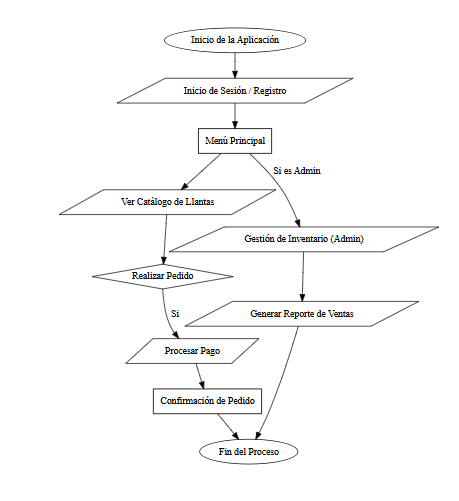 Inicio de la Aplicación
Inicio de Sesión / Registro
Menú Principal
Si es Admin
Ver Catálogo de Llantas
Gestión de Inventario (Admin)
Realizar Pedido
Si
Generar Reporte de Ventas
Procesar Pago
Confirmación de Pedido
Fin del Proceso